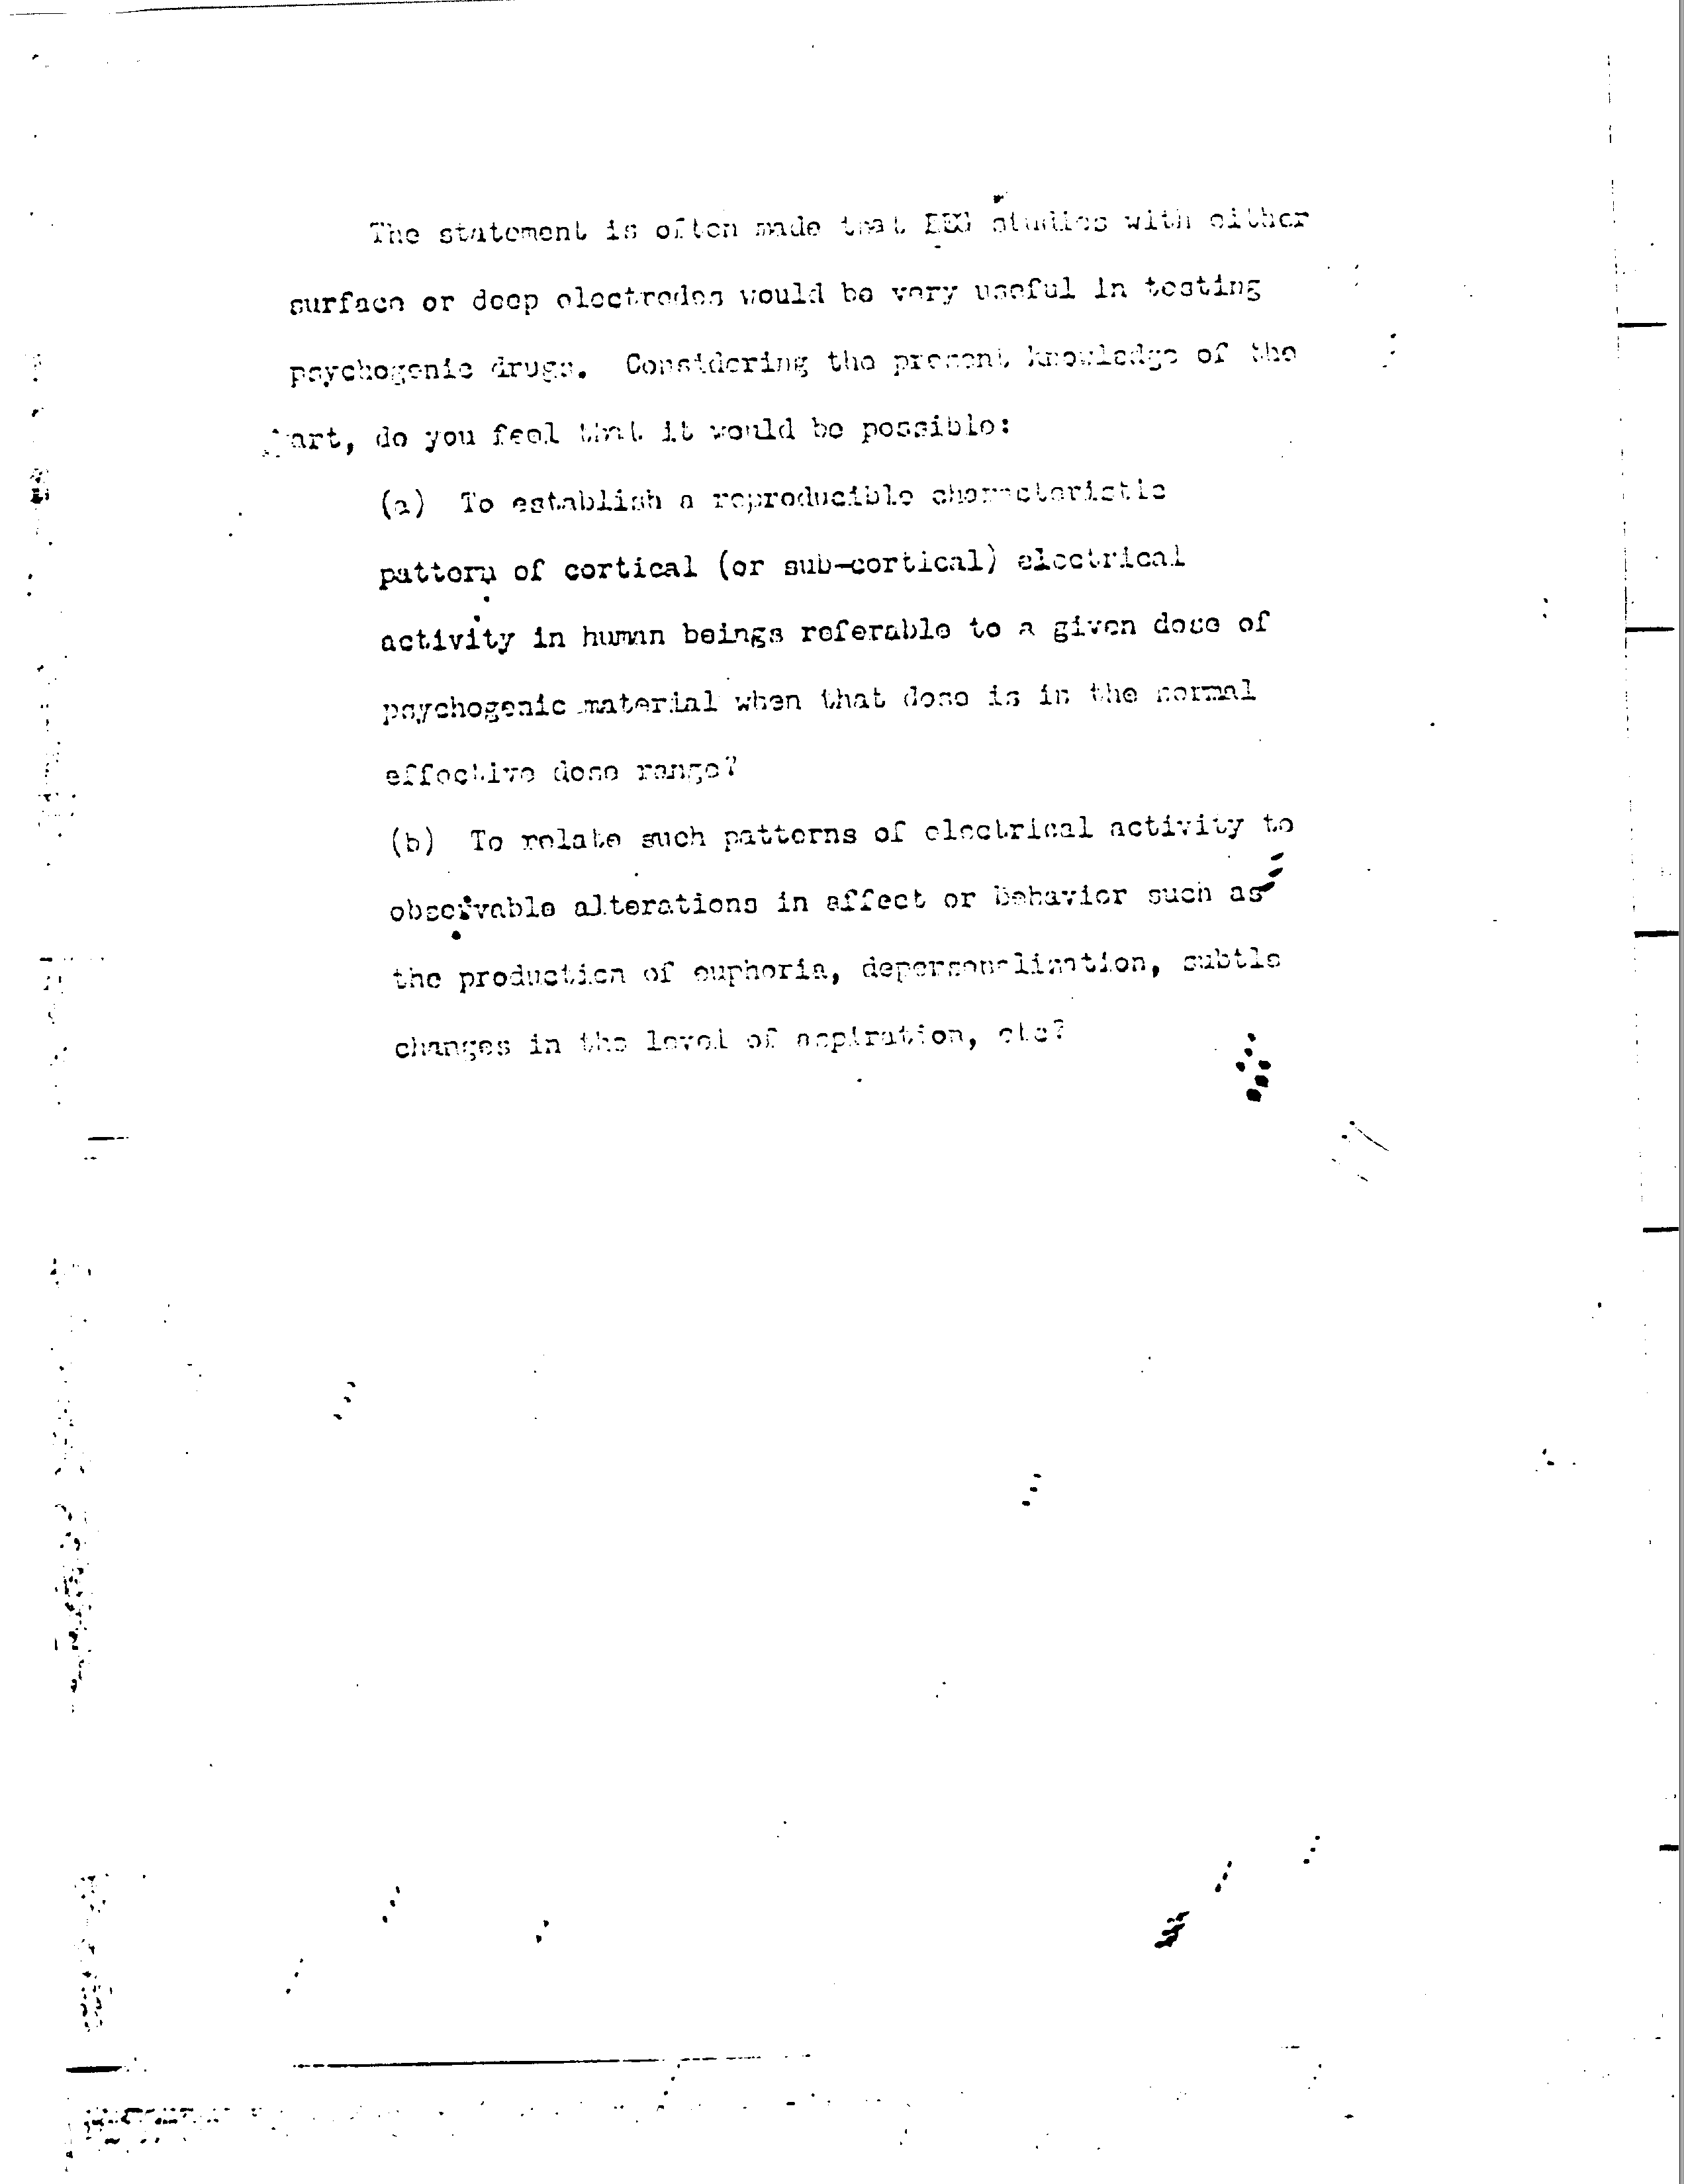 The statement is often made that EEG studies with either
surface or deep electrodes would be very useful in testing
psychogenic drugs. Considering the present knowledge of the
art, do you feel that it would be possible:
(a) To establish a reproducible characteristic
pattern of cortical (or sub-cortical) electrical
activity in human beings referable to a given dose of
psychogenic material when that dose is in the normal
effective dose range?
(b) To relate such patterns of electrical activity to
observable alterations in affect or behavior such as
the production of euphoria, depersonalization, subtle
changes in the level of aspiration, etc?